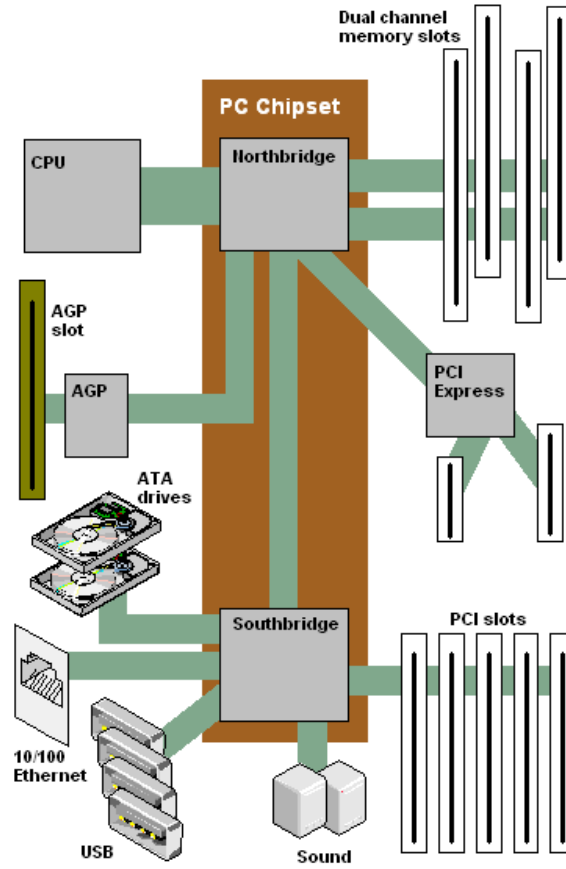 Dual channel
memory slots
PC Chipset
CPU
Northbridge
AGP
slot
AGP
PCI
Express
ATA
drives
Southbridge
PCI slots
10/100
Ethernet
USB
Sound